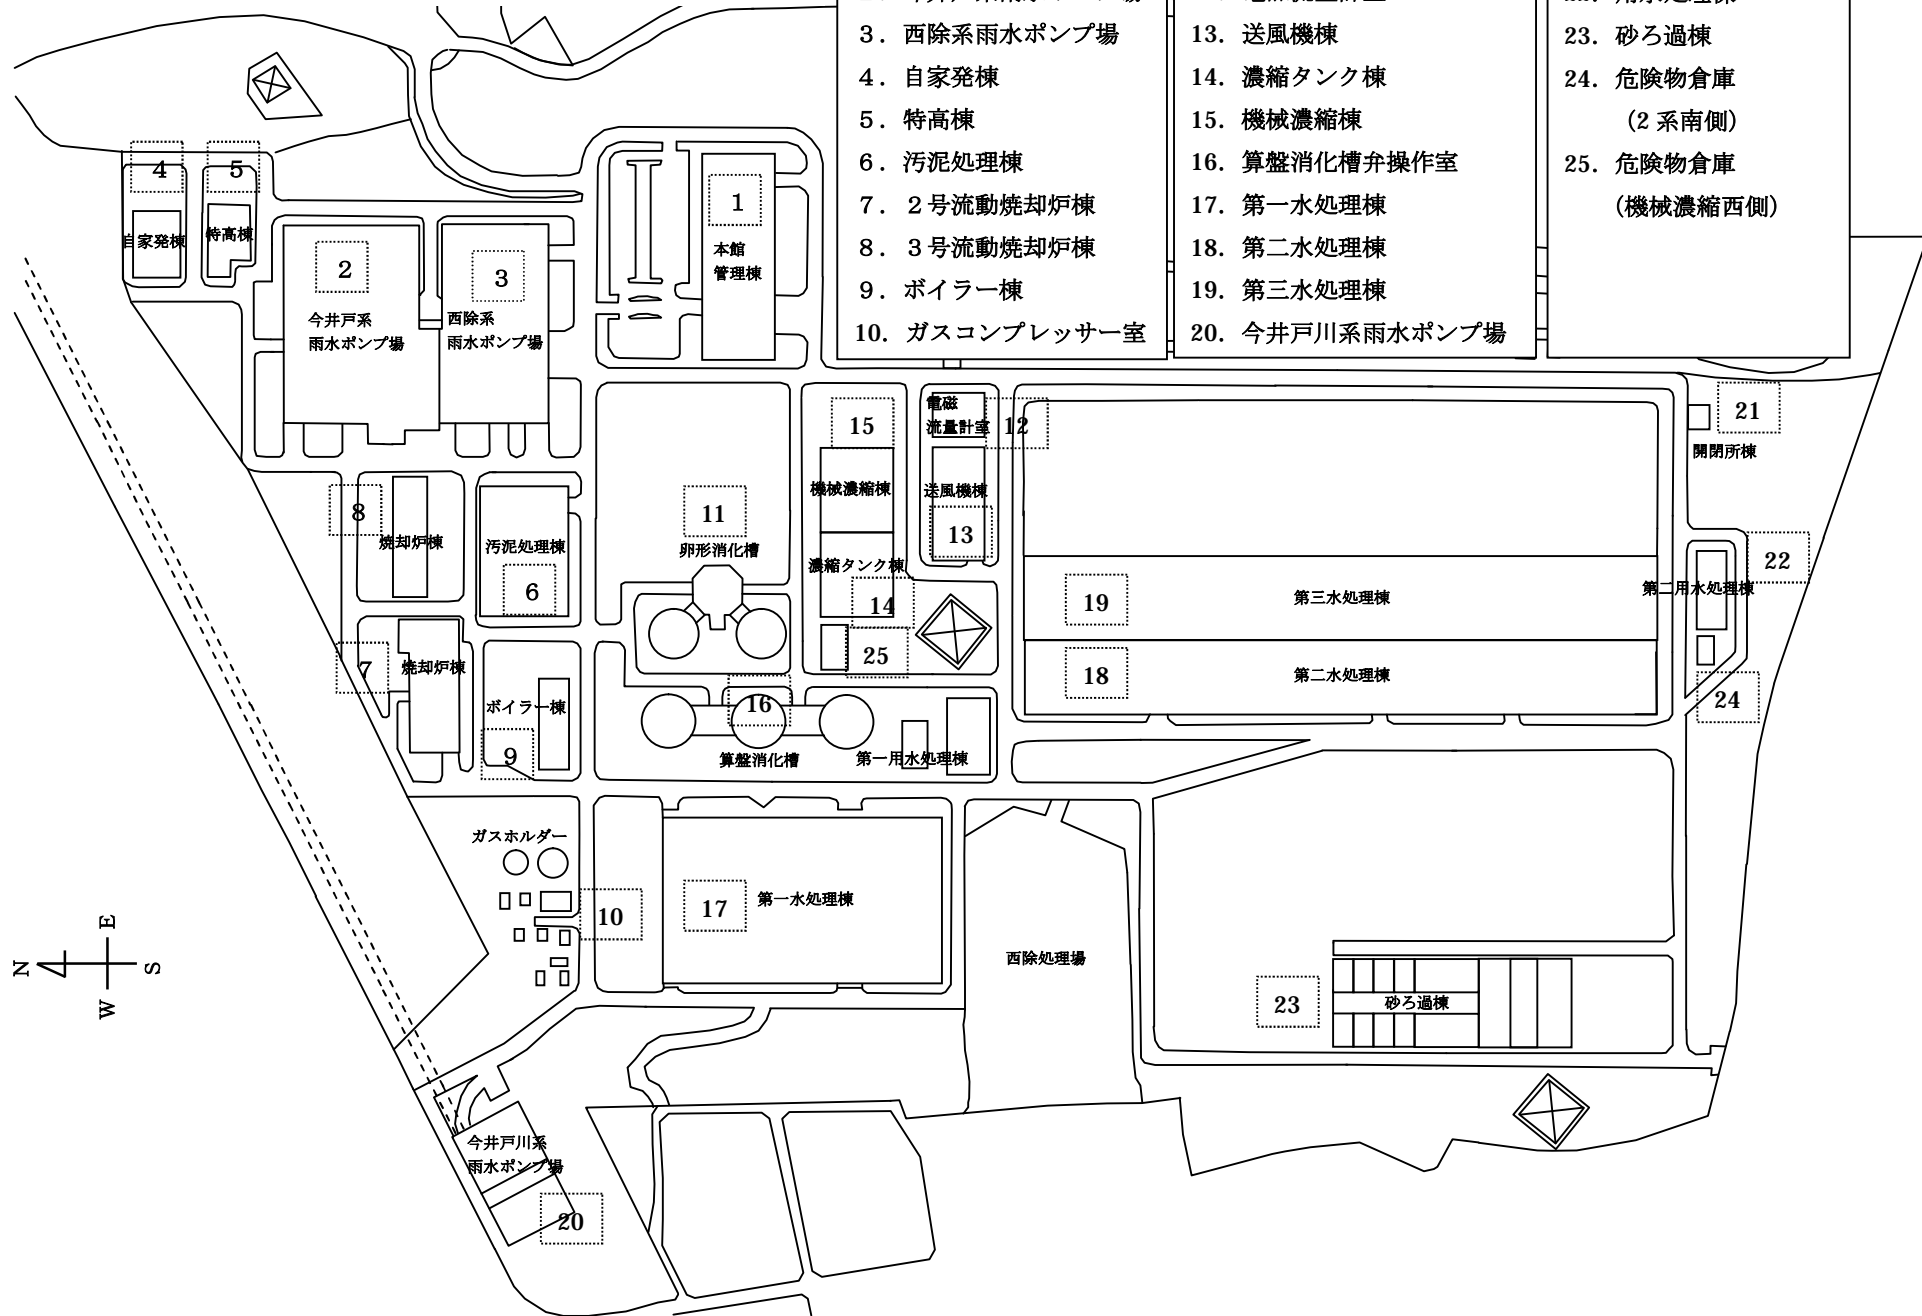 3．西除系雨水ポンプ場
4．自家発棟
5．特高棟
6．汚泥処理棟
7．2号流動焼却炉棟
8．3号流動焼却炉棟
9．ボイラー棟
10．ガスコンプレッサー室
13．送風機棟
14．濃縮タンク棟
15．機械濃縮棟
16．算盤消化槽弁操作室
17．第一水処理棟
18．第二水処理棟
19．第三水処理棟
20．今井戸川系雨水ポンプ場
23．砂ろ過棟
24．危険物倉庫
（2系南側）
25．危険物倉庫
（機械濃縮西側）
4
5
自家発棟
特高棟
1
本館
管理棟
2
3
今井戸系
雨水ポンプ場
西除系
雨水ポンプ場
15
電磁
流量計室
12
21
開閉所棟
機械濃縮棟
送風機棟
8
焼却炉棟
汚泥処理棟
6
11
卵形消化槽
13
濃縮タンク棟
14
22
第二用水処理棟
19
第三水処理棟
7
焼却炉棟
25
18
第二水処理棟
24
ボイラー棟
9
16
算盤消化槽
第一用水処理棟
ガスホルダー
10
17
第一水処理棟
西除処理場
23
砂ろ過棟
N
E
S
W
今井戸川系
雨水ポンプ場
20